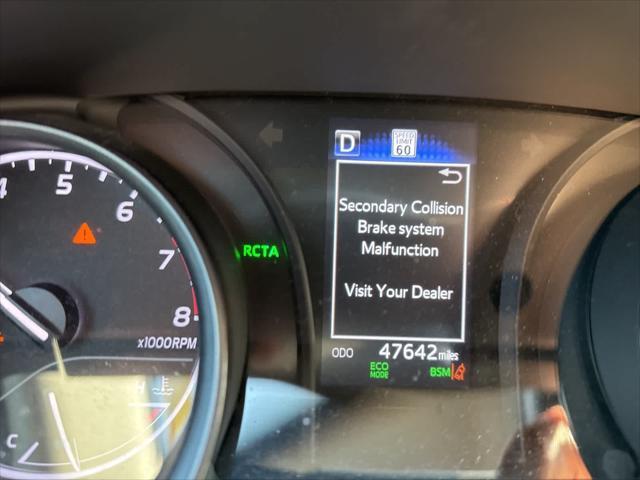 D
SPEED
LIMIT
60
Secondary Collision
Brake system
Malfunction
Visit Your Dealer
ODO 47642 miles
ECO
MODE
BSM
RCTA
4 5 6 7 8
x1000RPM
H
C